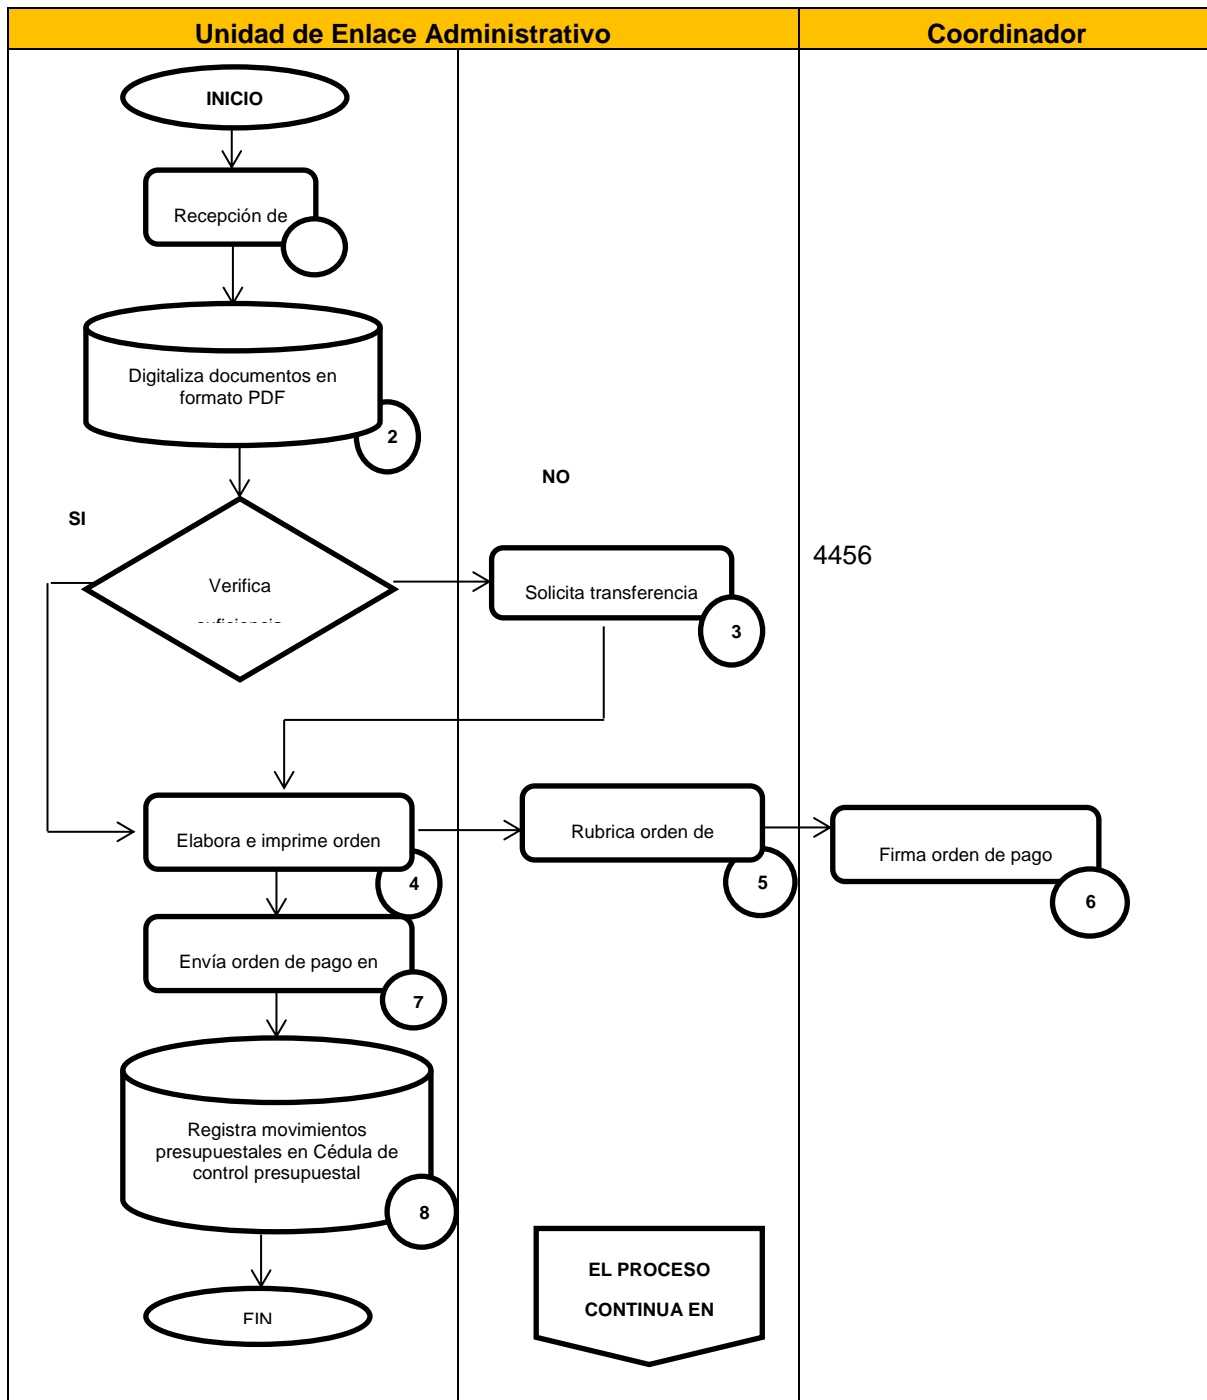 Unidad de Enlace Administrativo
Coordinador
INICIO
Recepción de
Digitaliza documentos en
formato PDF
2
NO
SI
Verifica
4456
Solicita transferencia
3
Elabora e imprime orden
4
Rubrica orden de
5
Firma orden de pago
6
Envía orden de pago en
7
Registra movimientos
presupuestales en Cédula de
control presupuestal
8
EL PROCESO
CONTINUA EN
FIN